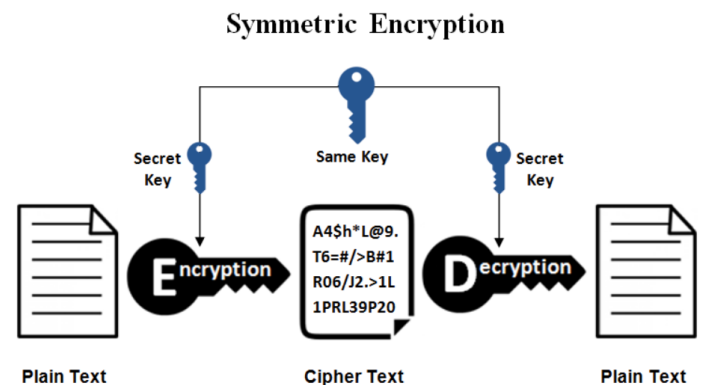 Symmetric Encryption
Same Key
Secret
Key
Secret
Key
Encryption
A4$h*L@9.
T6=#/>B#1
R06/J2.>1L
1PRL39P20
Decryption
Plain Text
Cipher Text
Plain Text